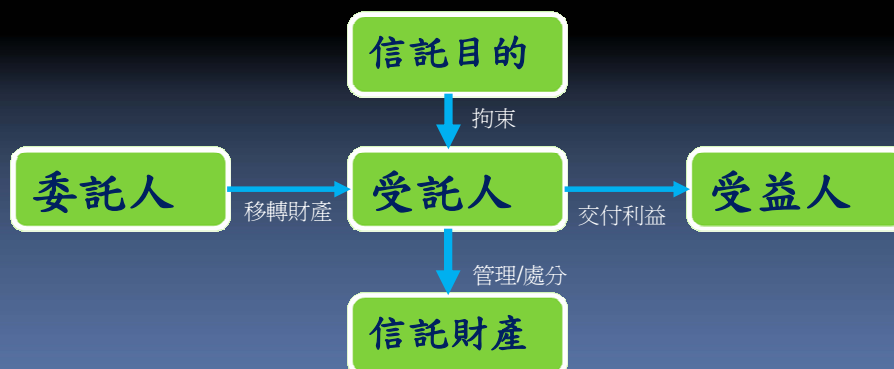 信託目的
拘束
委託人
移轉財產
受託人
交付利益
受益人
管理/處分
信託財產